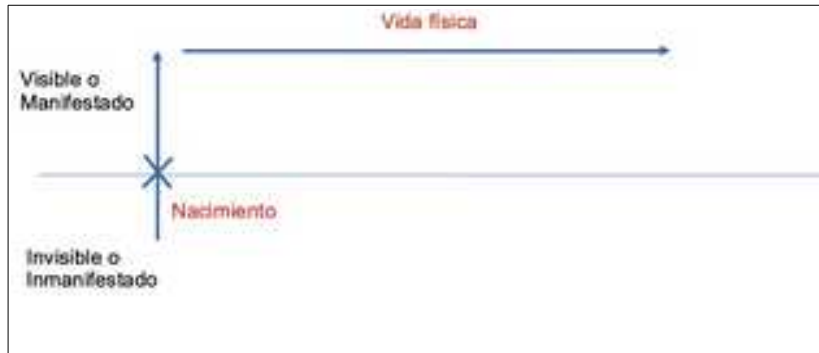 Vida física
Visible o
Manifestado
Nacimiento
Invisible o
Inmanifestado